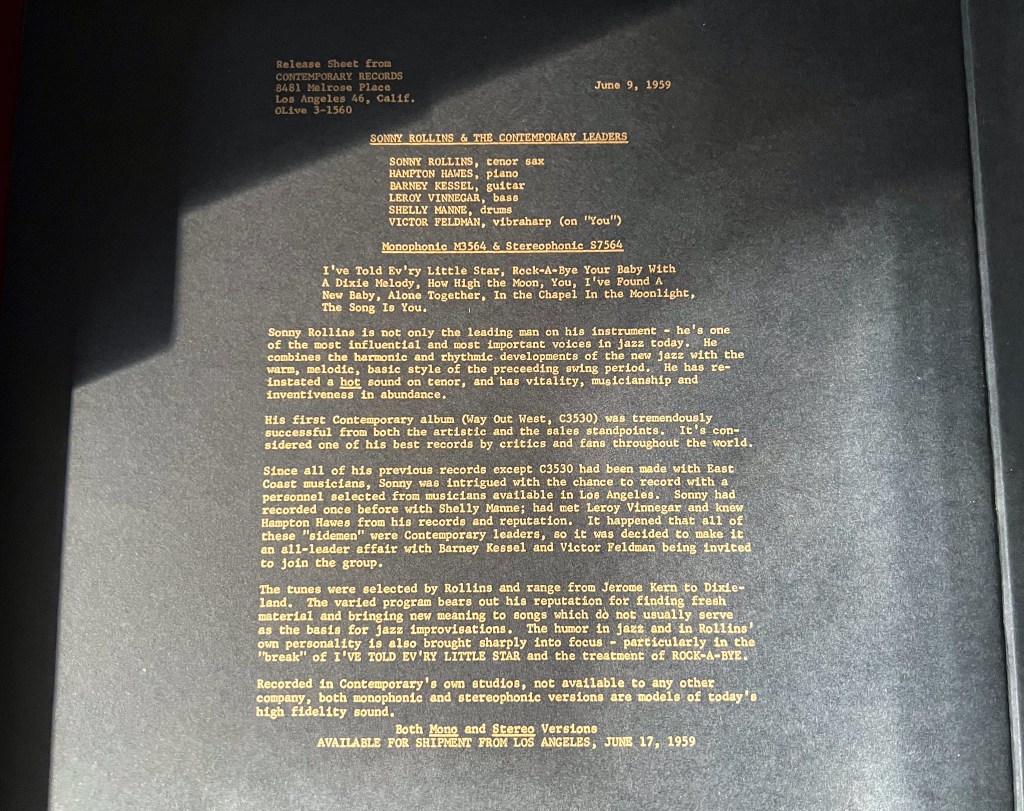 Release Sheet from
CONTEMPORARY RECORDS
8481 Melrose Place
Los Angeles 46, Calif.
OLive 3-1560
June 9, 1959
SONNY ROLLINS & THE CONTEMPORARY LEADERS
SONNY ROLLINS, tenor sax
HAMPTON HAWES, piano
BARNEY KESSEL, guitar
LEROY VINNEGAR, bass
SHELLY MANNE, drums
VICTOR FELDMAN, vibraharp (on "You")
Monophonic M3564 & Stereophonic S7564
I've Told Ev'ry Little Star, Rock-A-Bye Your Baby With
A Dixie Melody, How High the Moon, You, I've Found A
New Baby, Alone Together, In the Chapel In the Moonlight,
The Song Is You.
Sonny Rollins is not only the leading man on his instrument - he's one
of the most influential and most important voices in jazz today. He
combines the harmonic and rhythmic developments of the new jazz with the
warm, melodic, basic style of the preceeding swing period. He has re-
instated a hot sound on tenor, and has vitality, musicianship and
inventiveness in abundance.
His first Contemporary album (Way Out West, C3530) was tremendously
successful from both the artistic and the sales standpoints. It's con-
sidered one of his best records by critics and fans throughout the world.
Since all of his previous records except C3530 had been made with East
Coast musicians, Sonny was intrigued with the chance to record with a
personnel selected from musicians available in Los Angeles. Sonny had
recorded once before with Shelly Manne; had met Leroy Vinnegar and knew
Hampton Hawes from his records and reputation. It happened that all of
these "sidemen" were Contemporary leaders, so it was decided to make it
an all-leader affair with Barney Kessel and Victor Feldman being invited
to join the group.
The tunes were selected by Rollins and range from Jerome Kern to Dixie-
land. The varied program bears out his reputation for finding fresh
material and bringing new meaning to songs which do not usually serve
as the basis for jazz improvisations. The humor in jazz and in Rollins'
own personality is also brought sharply into focus - particularly in the
"break" of I'VE TOLD EV'RY LITTLE STAR and the treatment of ROCK-A-BYE.
Recorded in Contemporary's own studios, not available to any other
company, both monophonic and stereophonic versions are models of today's
high fidelity sound.
Both Mono and Stereo Versions
AVAILABLE FOR SHIPMENT FROM LOS ANGELES, JUNE 17, 1959